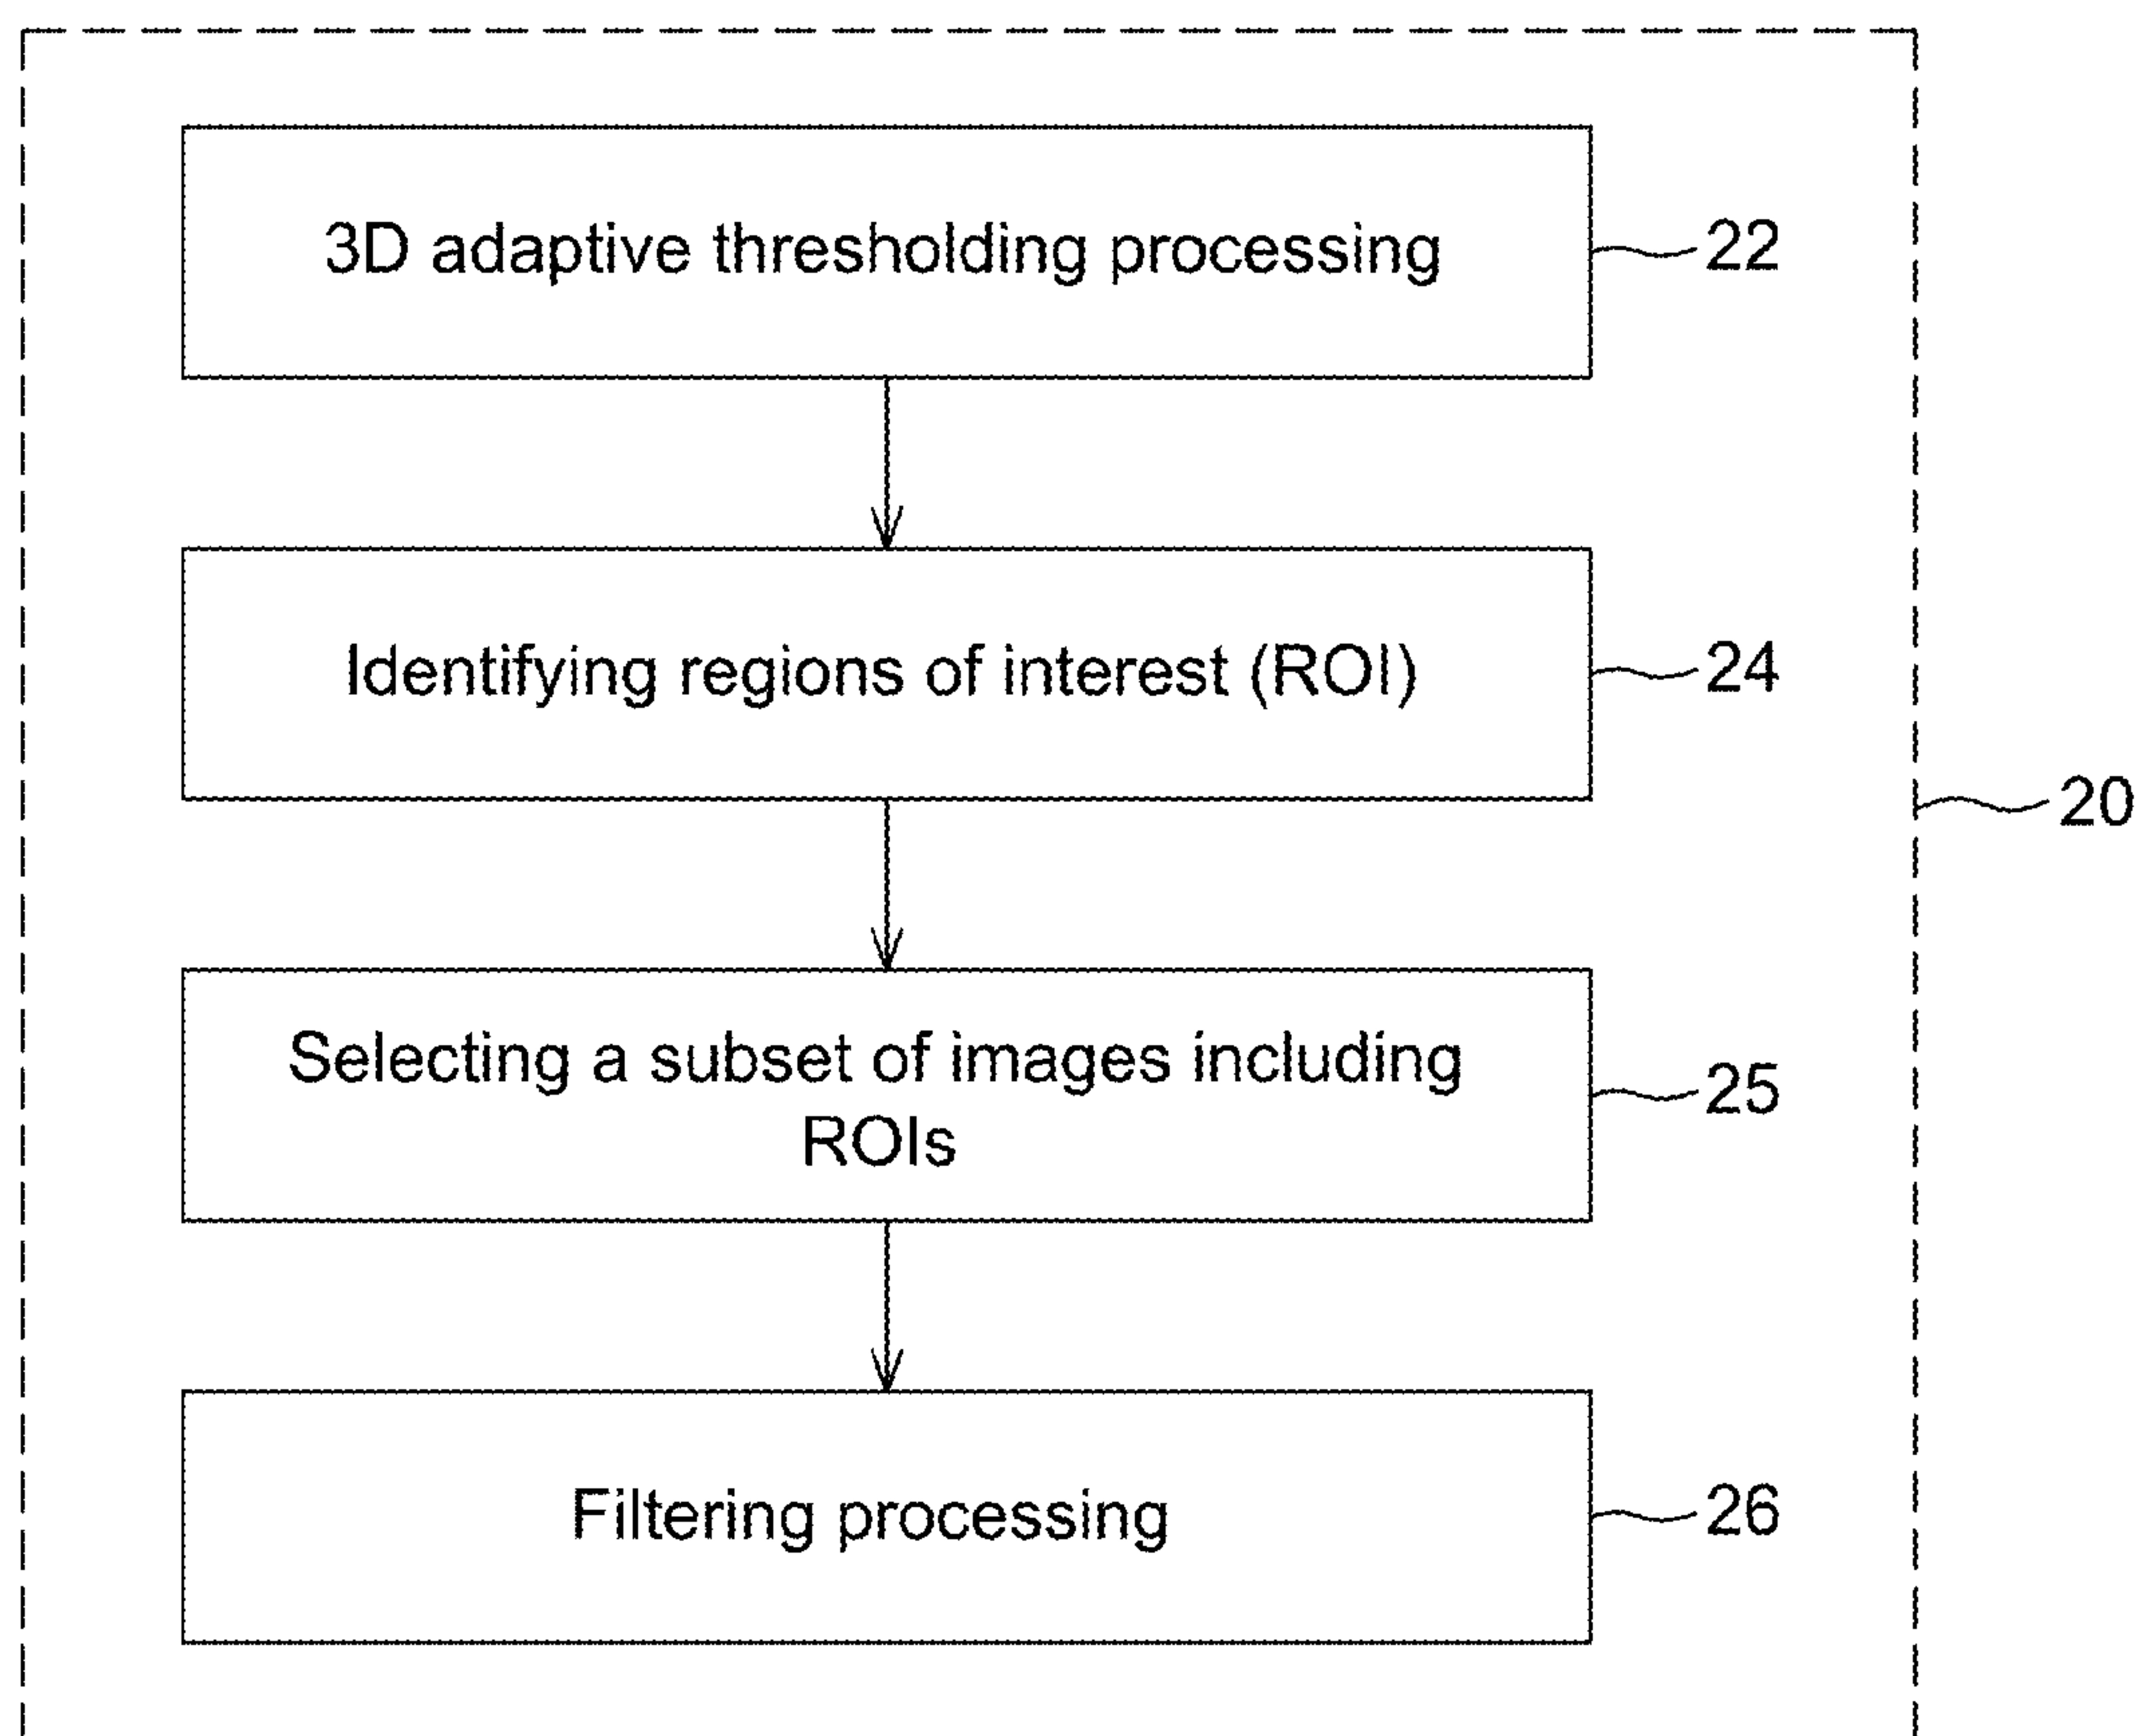 3D adaptive thresholding processing
22
Identifying regions of interest (ROI)
24
20
Selecting a subset of images including
ROIs
25
Filtering processing
26